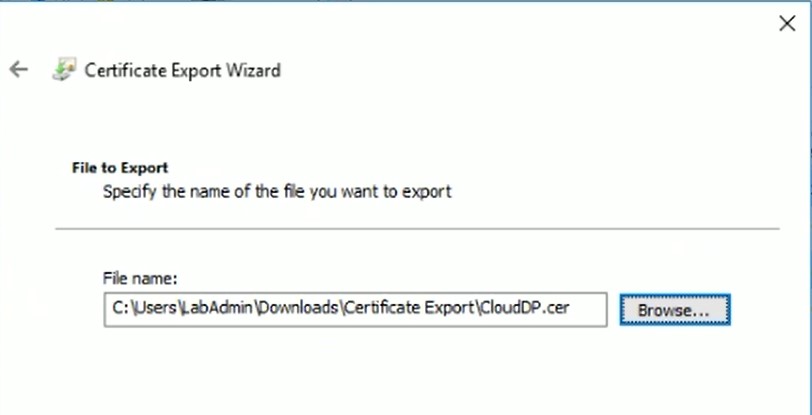 Certificate Export Wizard
File to Export
Specify the name of the file you want to export
File name:
C:\Users\LabAdmin\Downloads\Certificate Export\CloudDP.cer
Browse...